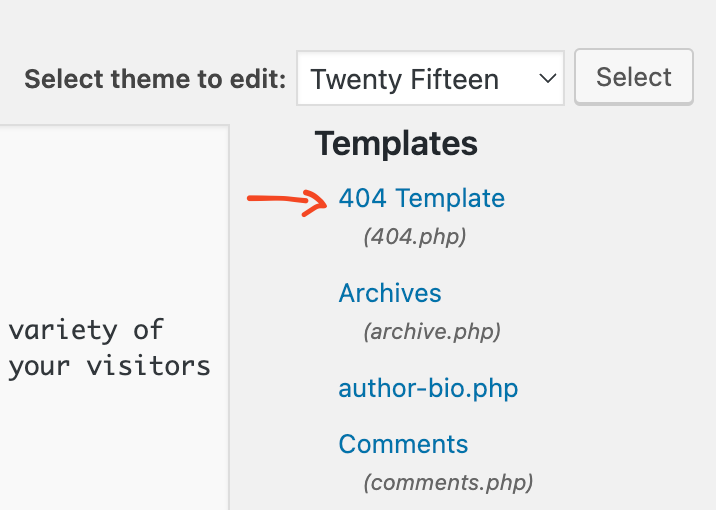 Select theme to edit: Twenty Fifteen Select
Templates
404 Template
(404.php)
Archives
(archive.php)
variety of
your visitors
author-bio.php
Comments
(comments.php)